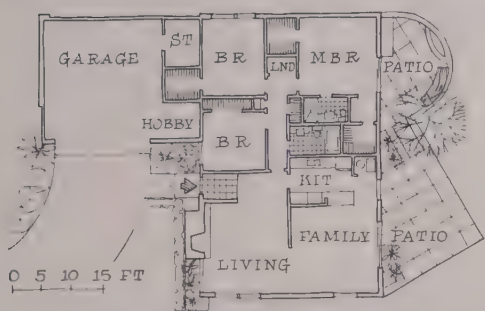 GARAGE
ST
BR
LND
MBR
PATIO
HOBBY
BR
KIT
LIVING
FAMILY
PATIO
0 5 10 15 FT